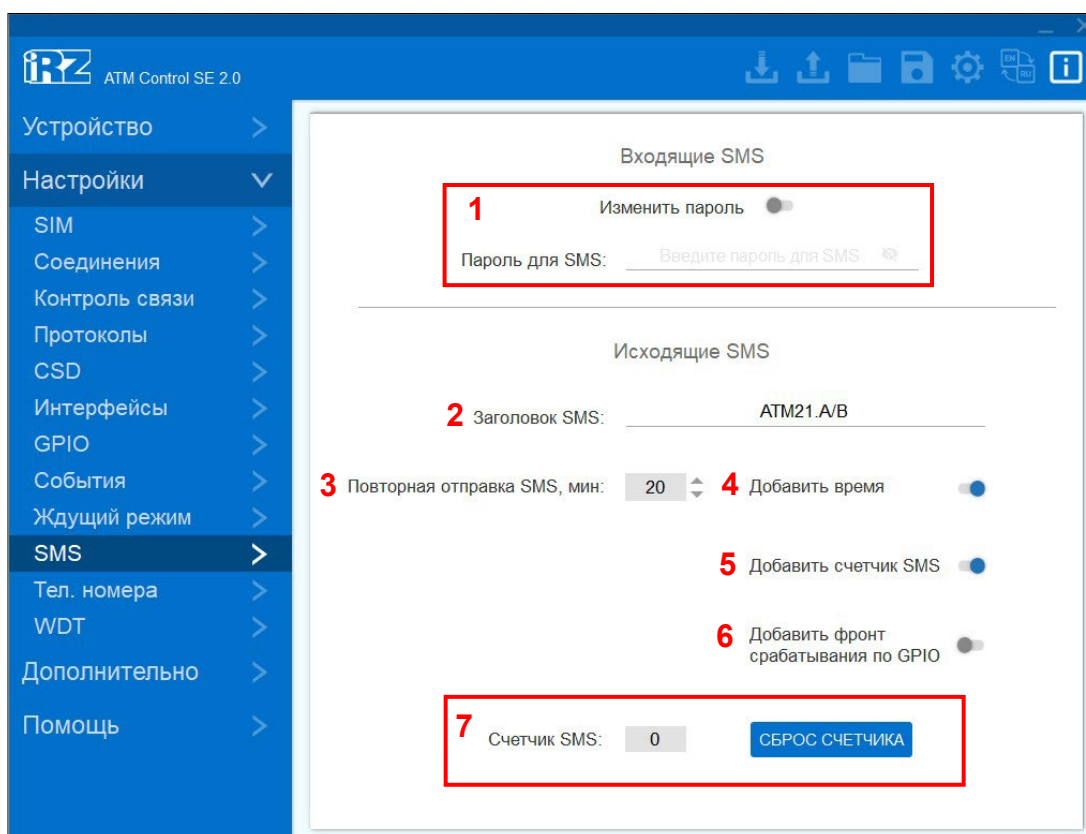 iRZ ATM Control SE 2.0
EN
RU
i
Устройство
Настройки
SIM
Соединения
Контроль связи
Протоколы
CSD
Интерфейсы
GPIO
События
Ждущий режим
SMS
Тел. номера
WDT
Дополнительно
Помощь
Входящие SMS
1 Изменить пароль
Пароль для SMS: Введите пароль для SMS
Исходящие SMS
2 Заголовок SMS: ATM21.A/B
3 Повторная отправка SMS, мин: 20 4 Добавить время
5 Добавить счетчик SMS
6 Добавить фронт
срабатывания по GPIO
7 Счетчик SMS: 0 СБРОС СЧЕТЧИКА